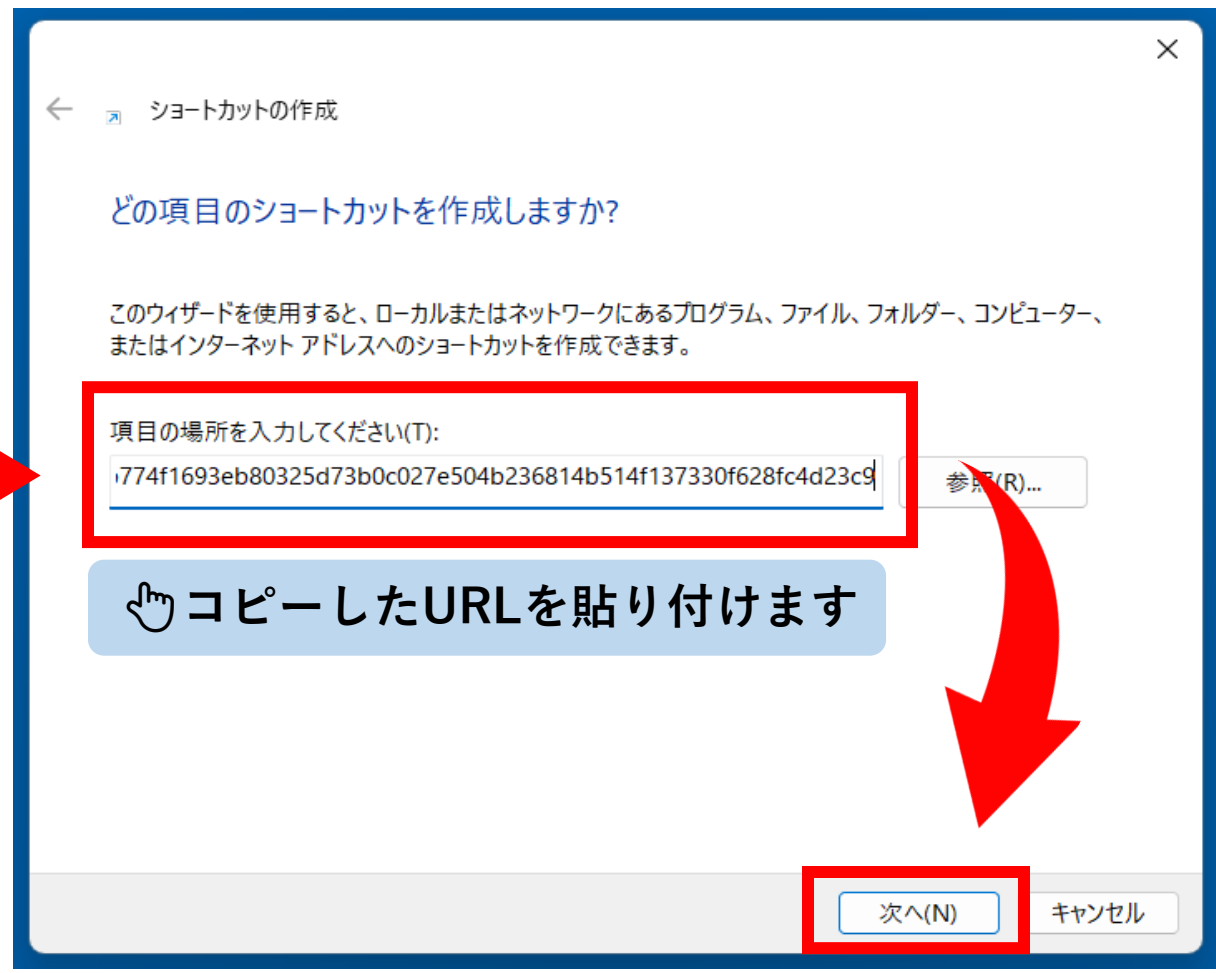 ショートカットの作成
どの項目のショートカットを作成しますか?
このウィザードを使用すると、ローカルまたはネットワークにあるプログラム、ファイル、フォルダー、コンピューター、
またはインターネット アドレスへのショートカットを作成できます。
項目の場所を入力してください(T):
774f1693eb80325d73b0c027e504b236814b514f137330f628fc4d23c9
参照(R)...
コピーしたURLを貼り付けます
次へ(N)
キャンセル